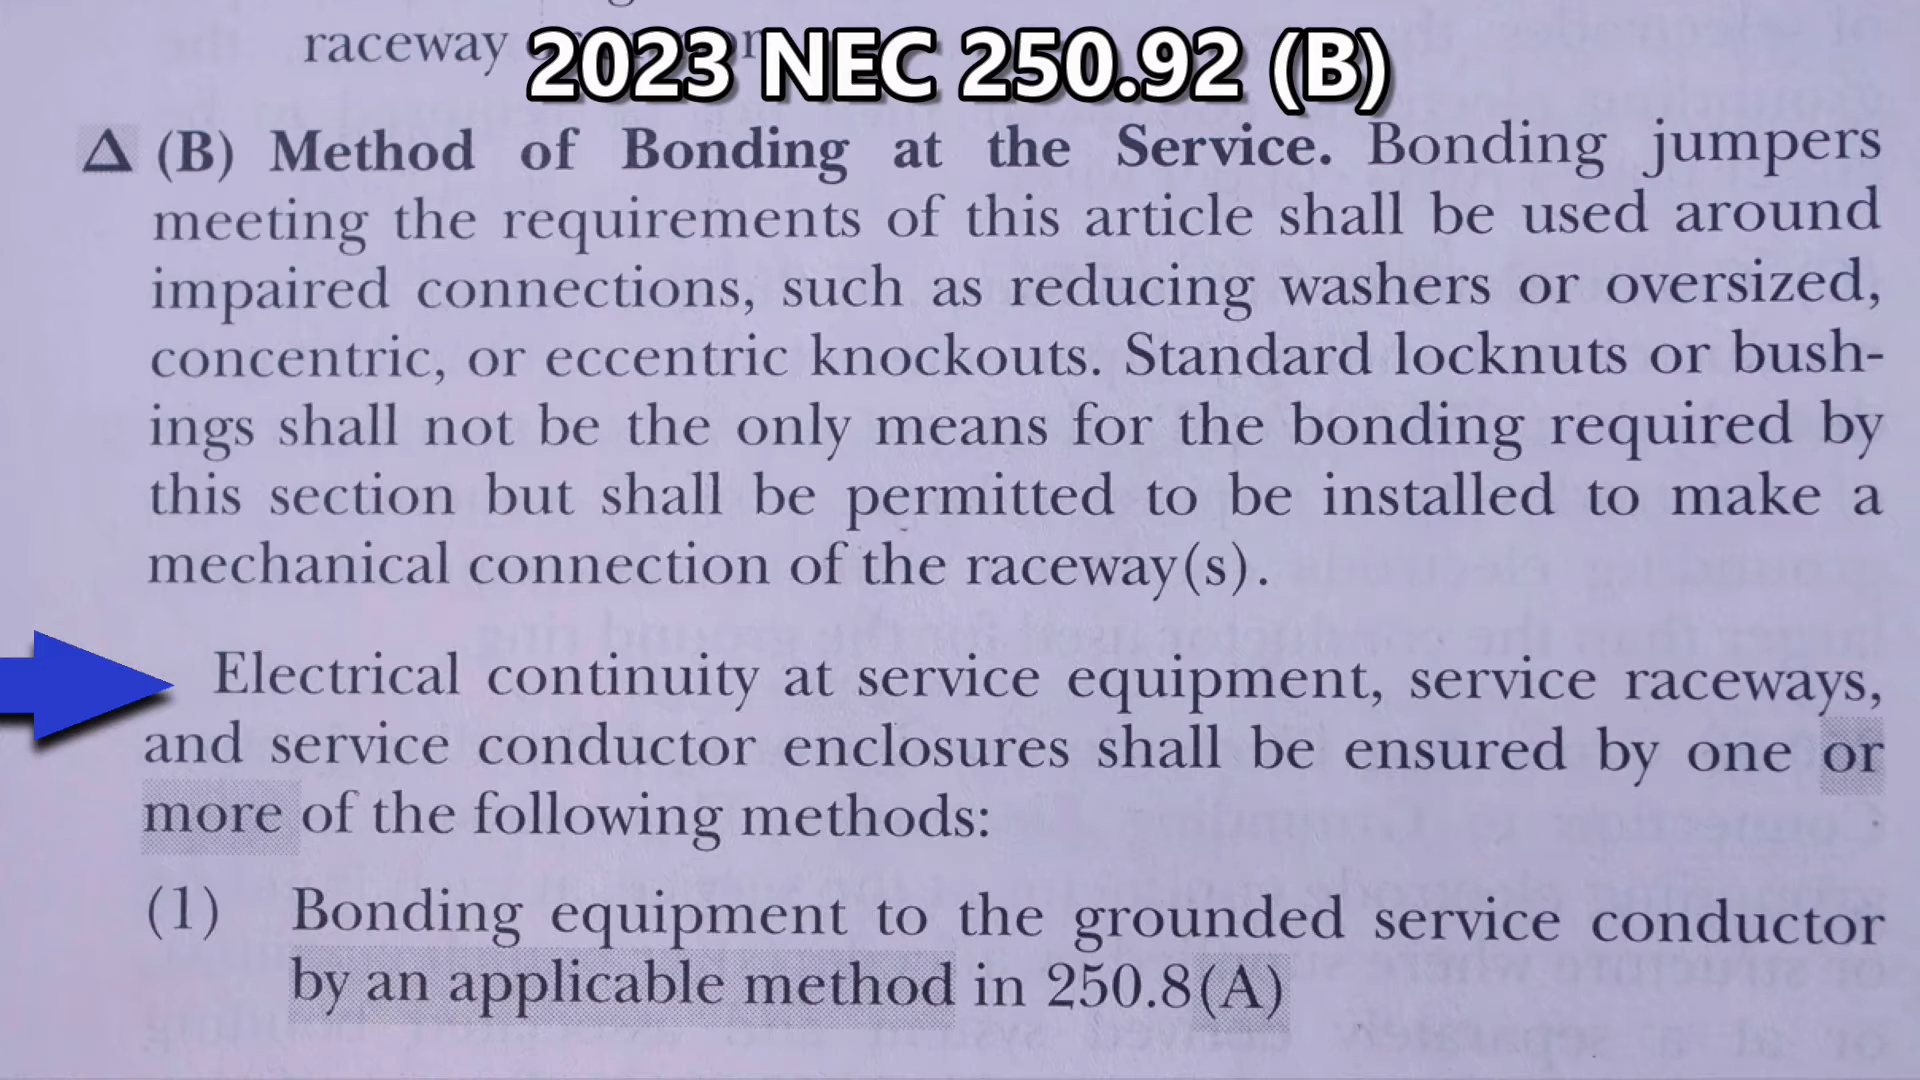 raceway
2023 NEC 250.92 (B)
Δ (B) Method of Bonding at the Service. Bonding jumpers
meeting the requirements of this article shall be used around
impaired connections, such as reducing washers or oversized,
concentric, or eccentric knockouts. Standard locknuts or bush-
ings shall not be the only means for the bonding required by
this section but shall be permitted to be installed to make a
mechanical connection of the raceway(s).
Electrical continuity at service equipment, service raceways,
and service conductor enclosures shall be ensured by one or
more of the following methods:
(1) Bonding equipment to the grounded service conductor
by an applicable method in 250.8(A)